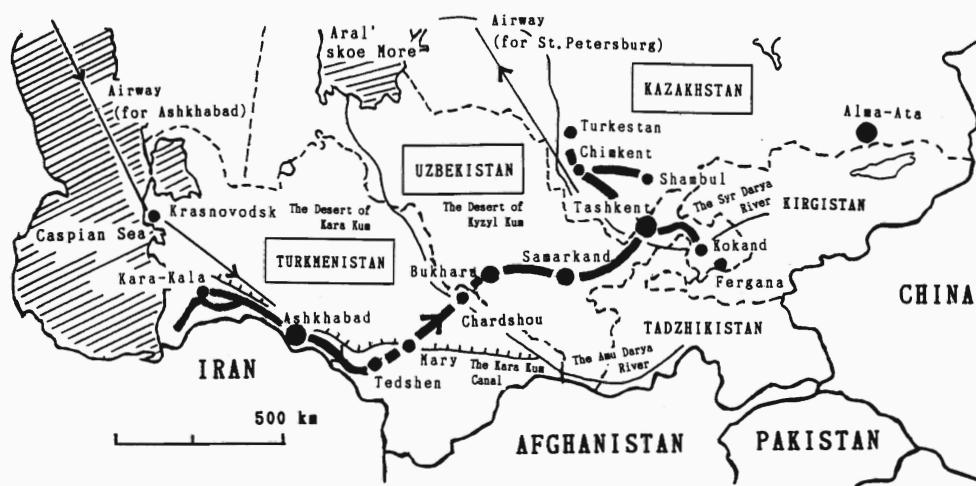 Airway
(for St.Petersburg)
Aral'
skoe More
KAZAKHSTAN
Airway
(for Ashkhabad)
Alma-Ata
Turkestan
Chimkent
UZBEKISTAN
Shambul
The Syr Darya
River
KIRGISTAN
Krasnovodsk
The Desert of
Kara Kum
The Desert of
Kyzyl Kum
Tashkent
Caspian Sea
Kokand
TURKMENISTAN
Samarkand
Bukhara
Kara-Kala
Fergana
CHINA
Ashkhabad
Chardshou
TADZHIKISTAN
IRAN
Mary
The Amu Darya
River
Tedshen
The Kara Kum
Canal
500 km
AFGHANISTAN
PAKISTAN